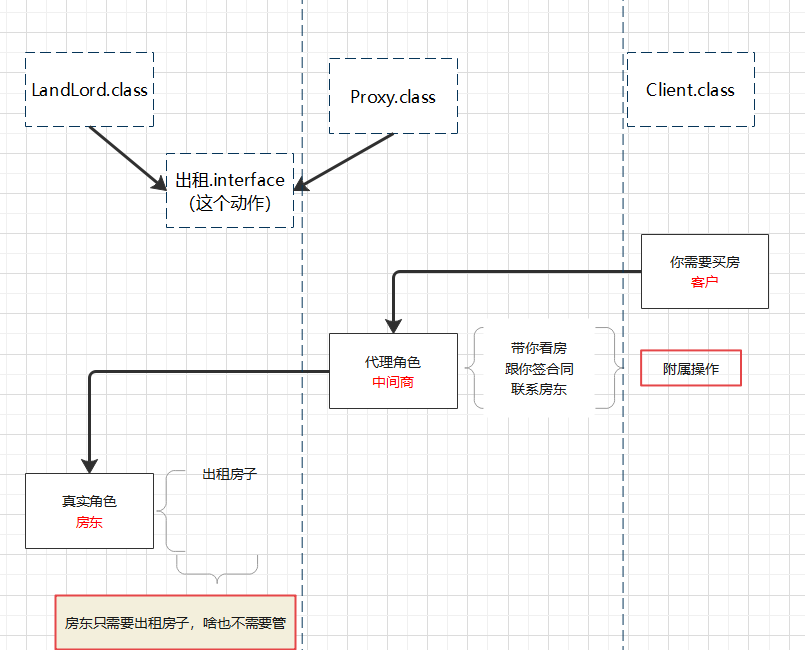 LandLord.class
Proxy.class
Client.class
出租.interface
（这个动作）
你需要买房
客户
代理角色
中间商
带你看房
跟你签合同
联系房东
附属操作
真实角色
房东
出租房子
房东只需要出租房子，啥也不需要管